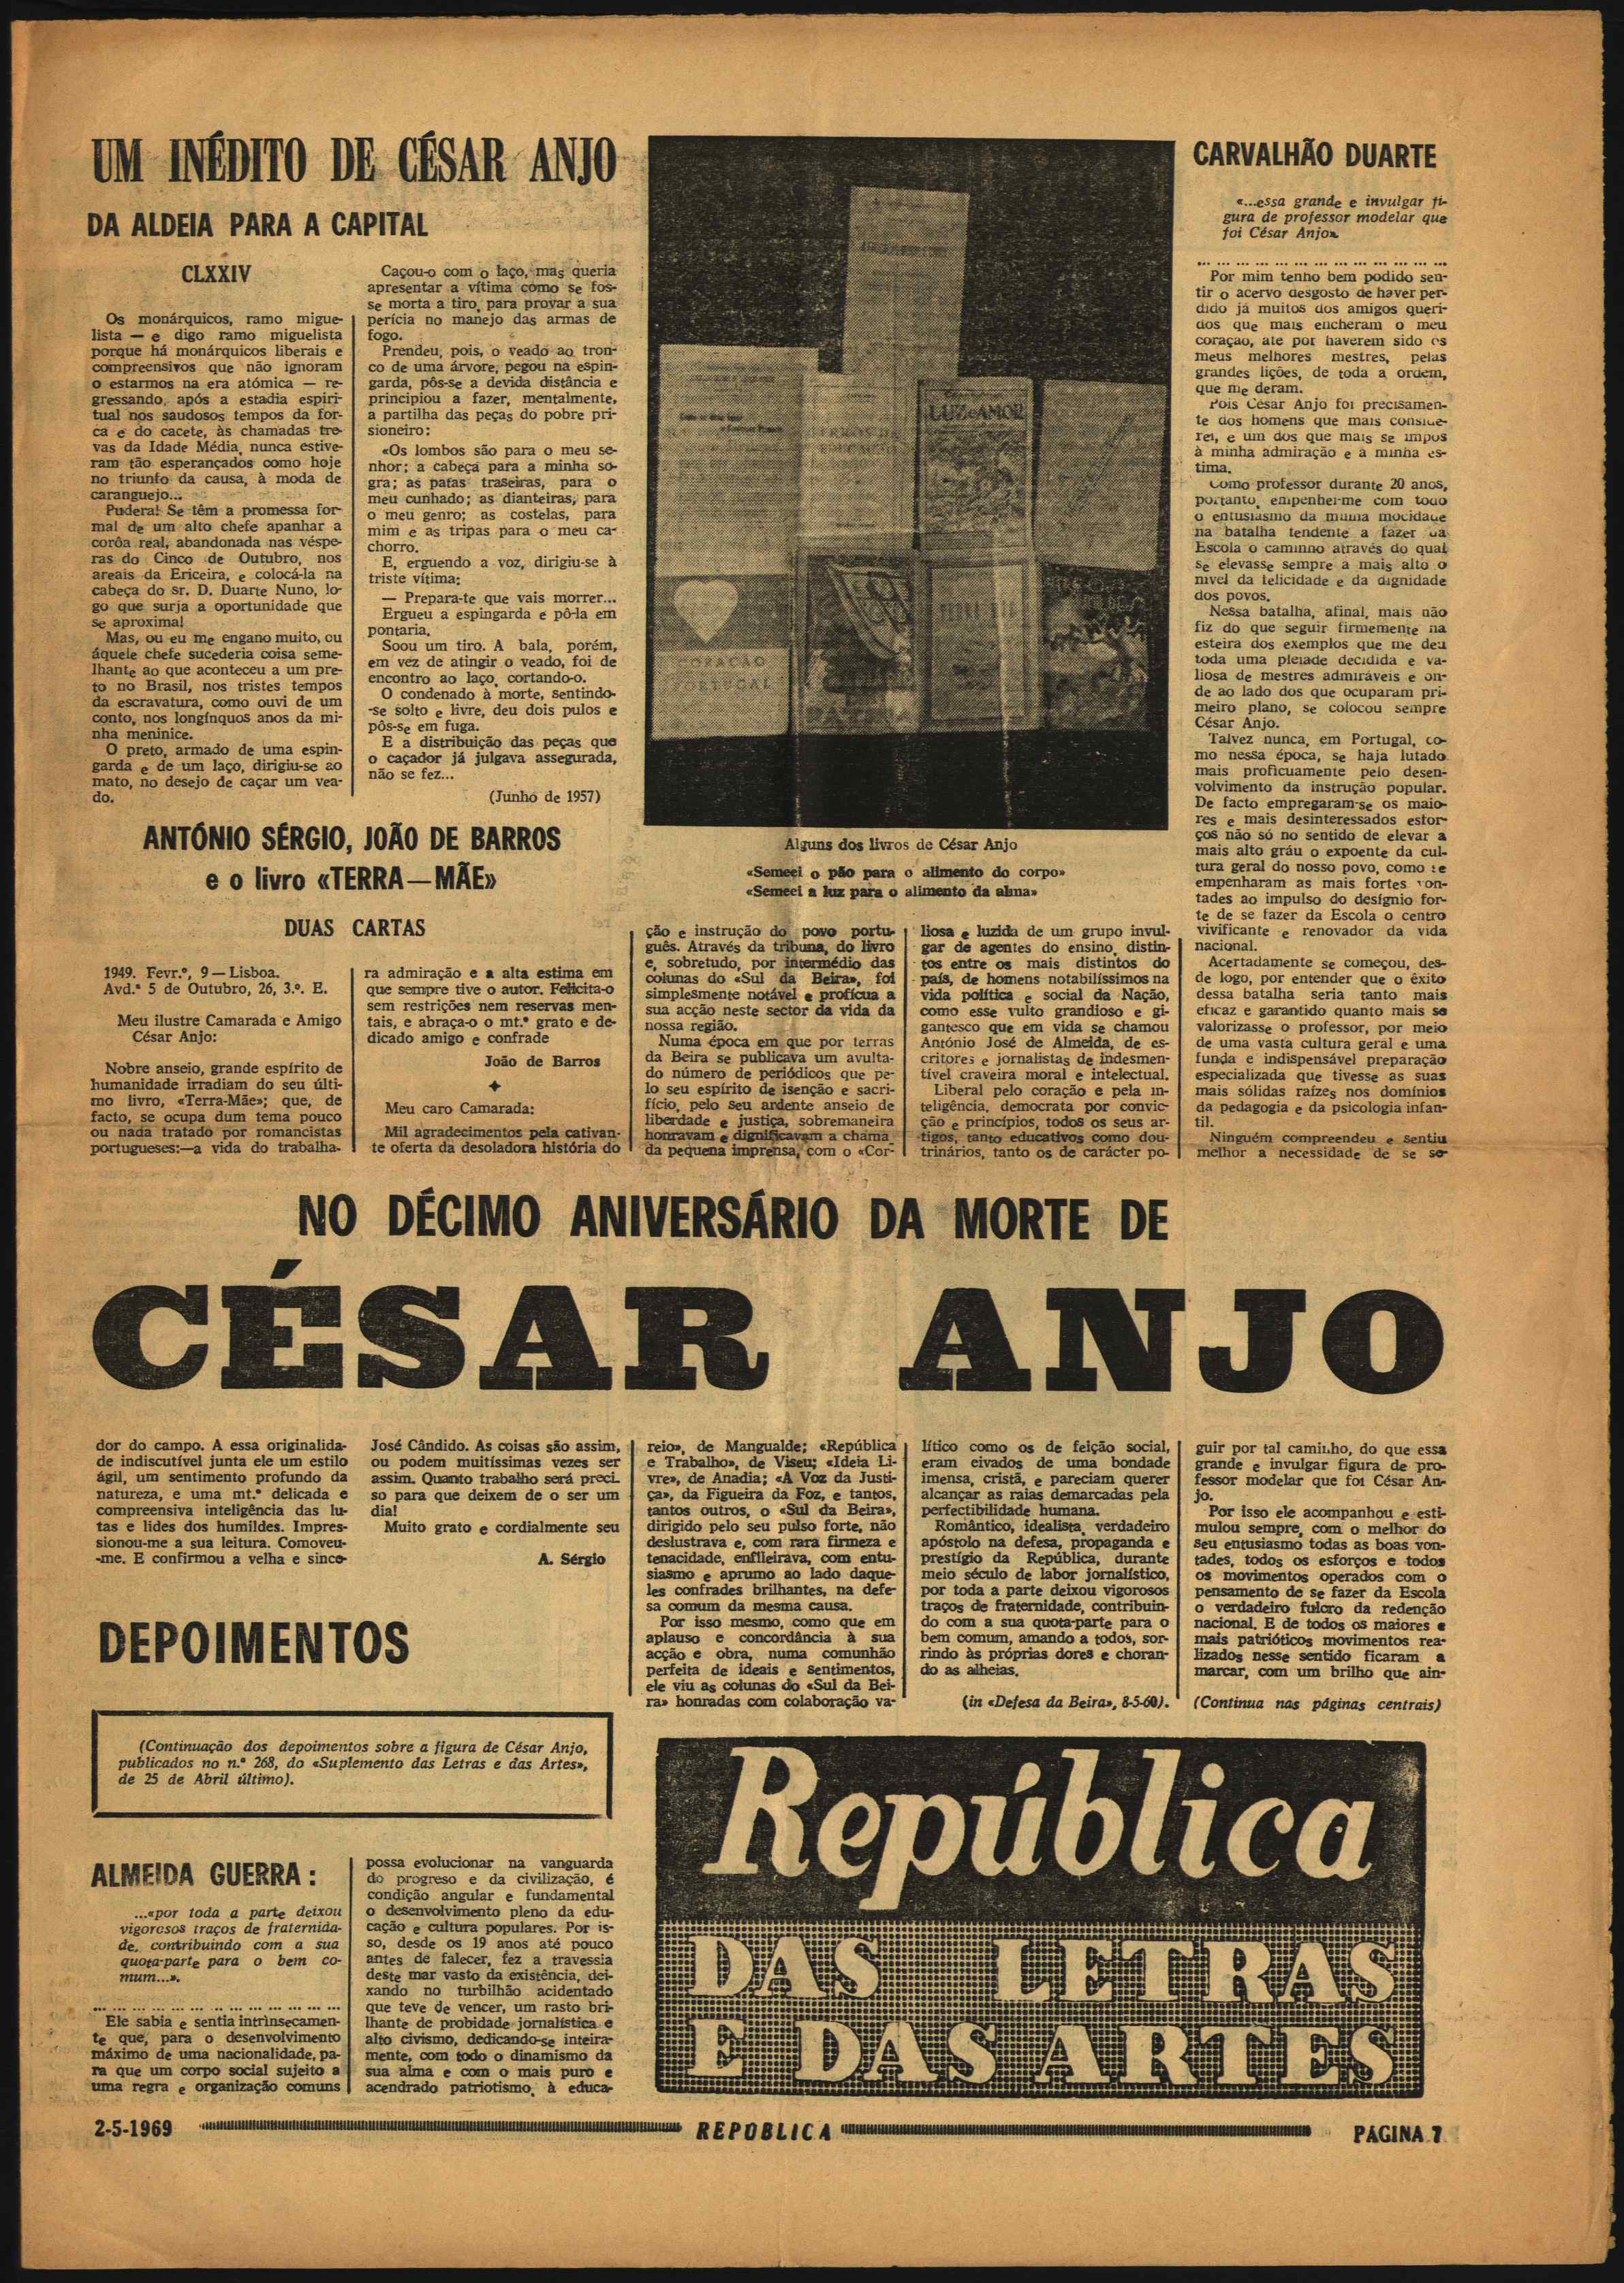 UM INÉDITO DE CÉSAR ANJO
DA ALDEIA PARA A CAPITAL
CLXXIV
Os monárquicos, ramo migue-
lista — e digo ramo miguelista
porque há monárquicos liberais e
compreensivos que não ignoram
o estarmos na era atómica — re-
gressando, após a estadia espiri-
tual nos saudosos tempos da for-
ca e do cacete, às chamadas tre-
vas da Idade Média, nunca estive-
ram tão esperançados como hoje
no triunfo da causa, à moda de
caranguejo...
Pudera! Se têm a promessa for-
mal de um alto chefe apanhar a
corôa real, abandonada nas véspe-
ras do Cinco de Outubro, nos
areais da Ericeira, e colocá-la na
cabeça do sr. D. Duarte Nuno, lo-
go que surja a oportunidade que
se aproxima!
Mas, ou eu me engano muito, ou
áquele chefe sucederia coisa seme-
lhante ao que aconteceu a um pre-
to no Brasil, nos tristes tempos
da escravatura, como ouvi de um
conto, nos longínquos anos da mi-
nha meninice.
O preto, armado de uma espin-
garda e de um laço, dirigiu-se ao
mato, no desejo de caçar um vea-
do.
Caçou-o com o laço, mas queria
apresentar a vítima como se fos-
se morta a tiro, para provar a sua
perícia no manejo das armas de
fogo.
Prendeu, pois, o veado ao tron-
co de uma árvore, pegou na espin-
garda, pôs-se a devida distância e
principiou a fazer, mentalmente,
a partilha das peças do pobre pri-
sioneiro:
«Os lombos são para o meu se-
nhor; a cabeça para a minha so-
gra; as patas traseiras, para o
meu cunhado; as dianteiras, para
o meu genro; as costelas, para
mim e as tripas para o meu ca-
chorro.
E, erguendo a voz, dirigiu-se à
triste vítima:
— Prepara-te que vais morrer...
Ergueu a espingarda e pô-la em
pontaria.
Soou um tiro. A bala, porém,
em vez de atingir o veado, foi de
encontro ao laço, cortando-o.
O condenado à morte, sentindo-
-se solto e livre, deu dois pulos e
pôs-se em fuga.
E a distribuição das peças que
o caçador já julgava assegurada,
não se fez...
(Junho de 1957)
LUZ e AMOR
CORAÇÃO
PORTUGAL
Alguns dos livros de César Anjo
«Semeei o pão para o alimento do corpo»
«Semeei a luz para o alimento da alma»
CARVALHÃO DUARTE
«...essa grande e invulgar fi-
gura de professor modelar que
foi César Anjo».
... ... ... ... ... ... ... ... ... ... ... ... ...
Por mim tenho bem podido sen-
tir o acervo desgosto de haver per-
dido já muitos dos amigos queri-
dos que mais encheram o meu
coração, até por haverem sido os
meus melhores mestres, pelas
grandes lições, de toda a ordem,
que me deram.
Pois César Anjo foi precisamen-
te dos homens que mais conside-
rei, e um dos que mais se impôs
à minha admiração e à minha es-
tima.
Como professor durante 20 anos,
portanto, empenhei-me com todo
o entusiasmo da minha mocidade
na batalha tendente a fazer da
Escola o caminho através do qual
se elevasse sempre a mais alto o
nível da felicidade e da dignidade
dos povos.
Nessa batalha, afinal, mais não
fiz do que seguir firmemente na
esteira dos exemplos que me deu
toda uma pleiade decidida e va-
liosa de mestres admiráveis e on-
de ao lado dos que ocuparam pri-
meiro plano, se colocou sempre
César Anjo.
Talvez nunca, em Portugal, co-
mo nessa época, se haja lutado
mais proficuamente pelo desen-
volvimento da instrução popular.
De facto empregaram-se os maio-
res e mais desinteressados esfor-
ços não só no sentido de elevar a
mais alto gráu o expoente da cul-
tura geral do nosso povo, como se
empenharam as mais fortes von-
tades ao impulso do desígnio for-
te de se fazer da Escola o centro
vivificante e renovador da vida
nacional.
Acertadamente se começou, des-
de logo, por entender que o êxito
dessa batalha seria tanto mais
eficaz e garantido quanto mais se
valorizasse o professor, por meio
de uma vasta cultura geral e uma
funda e indispensável preparação
especializada que tivesse as suas
mais sólidas raízes nos domínios
da pedagogia e da psicologia infan-
til.
Ninguém compreendeu e sentiu
melhor a necessidade de se se-
ANTÓNIO SÉRGIO, JOÃO DE BARROS
e o livro «TERRA—MÃE»
DUAS CARTAS
1949. Fevr.º, 9 — Lisboa.
Avd.ª 5 de Outubro, 26, 3.º. E.
Meu ilustre Camarada e Amigo
César Anjo:
Nobre anseio, grande espírito de
humanidade irradiam do seu últi-
mo livro, «Terra-Mãe»; que, de
facto, se ocupa dum tema pouco
ou nada tratado por romancistas
portugueses:—a vida do trabalha-
ra admiração e a alta estima em
que sempre tive o autor. Felicita-o
sem restrições nem reservas men-
tais, e abraça-o o mt.º grato e de-
dicado amigo e confrade
João de Barros
✦
Meu caro Camarada:
Mil agradecimentos pela cativan-
te oferta da desoladora história do
ção e instrução do povo portu-
guês. Através da tribuna, do livro
e, sobretudo, por intermédio das
colunas do «Sul da Beira», foi
simplesmente notável e profícua a
sua acção neste sector da vida da
nossa região.
Numa época em que por terras
da Beira se publicava um avulta-
do número de periódicos que pe-
lo seu espírito de isenção e sacri-
fício, pelo seu ardente anseio de
liberdade e justiça, sobremaneira
honravam e dignificavam a chama
da pequena imprensa, com o «Cor-
liosa e luzida de um grupo invul-
gar de agentes do ensino, distin-
tos entre os mais distintos do
país, de homens notabilíssimos na
vida política e social da Nação,
como esse vulto grandioso e gi-
gantesco que em vida se chamou
António José de Almeida, de es-
critores e jornalistas de indesmen-
tível craveira moral e intelectual.
Liberal pelo coração e pela in-
teligência, democrata por convic-
ção e princípios, todos os seus ar-
tigos, tanto educativos como dou-
trinários, tanto os de carácter po-
NO DÉCIMO ANIVERSÁRIO DA MORTE DE
CÉSAR ANJO
dor do campo. A essa originalida-
de indiscutível junta ele um estilo
ágil, um sentimento profundo da
natureza, e uma mt.º delicada e
compreensiva inteligência das lu-
tas e lides dos humildes. Impres-
sionou-me a sua leitura. Comoveu-
-me. E confirmou a velha e since-
José Cândido. As coisas são assim,
ou podem muitíssimas vezes ser
assim. Quanto trabalho será preci-
so para que deixem de o ser um
dia!
Muito grato e cordialmente seu
A. Sérgio
DEPOIMENTOS
(Continuação dos depoimentos sobre a figura de César Anjo,
publicados no n.º 268, do «Suplemento das Letras e das Artes»,
de 25 de Abril último).
ALMEIDA GUERRA :
...«por toda a parte deixou
vigorosos traços de fraternida-
de, contribuindo com a sua
quota-parte para o bem co-
mum...».
... ... ... ... ... ... ... ... ... ... ... ... ...
Ele sabia e sentia intrinsecamen-
te que, para o desenvolvimento
máximo de uma nacionalidade, pa-
ra que um corpo social sujeito a
uma regra e organização comuns
possa evolucionar na vanguarda
do progreso e da civilização, é
condição angular e fundamental
o desenvolvimento pleno da edu-
cação e cultura populares. Por is-
so, desde os 19 anos até pouco
antes de falecer, fez a travessia
deste mar vasto da existência, dei-
xando no turbilhão acidentado
que teve de vencer, um rasto bri-
lhante de probidade jornalística e
alto civismo, dedicando-se inteira-
mente, com todo o dinamismo da
sua alma e com o mais puro e
acendrado patriotismo, à educa-
reio», de Mangualde; «República
e Trabalho», de Viseu; «Ideia Li-
vre», de Anadia; «A Voz da Justi-
ça», da Figueira da Foz, e tantos,
tantos outros, o «Sul da Beira»,
dirigido pelo seu pulso forte, não
deslustrava e, com rara firmeza e
tenacidade, enfileirava, com entu-
siasmo e aprumo ao lado daque-
les confrades brilhantes, na defe-
sa comum da mesma causa.
Por isso mesmo, como que em
aplauso e concordância à sua
acção e obra, numa comunhão
perfeita de ideais e sentimentos,
ele viu as colunas do «Sul da Bei-
ra» honradas com colaboração va-
lítico como os de feição social,
eram eivados de uma bondade
imensa, cristã, e pareciam querer
alcançar as raias demarcadas pela
perfectibilidade humana.
Romântico, idealista, verdadeiro
apóstolo na defesa, propaganda e
prestígio da República, durante
meio século de labor jornalístico,
por toda a parte deixou vigorosos
traços de fraternidade, contribuin-
do com a sua quota-parte para o
bem comum, amando a todos, sor-
rindo às próprias dores e choran-
do as alheias.
(in «Defesa da Beira», 8-5-60).
guir por tal caminho, do que essa
grande e invulgar figura de pro-
fessor modelar que foi César An-
jo.
Por isso ele acompanhou e esti-
mulou sempre, com o melhor do
seu entusiasmo todas as boas von-
tades, todos os esforços e todos
os movimentos operados com o
pensamento de se fazer da Escola
o verdadeiro fulcro da redenção
nacional. E de todos os maiores e
mais patrióticos movimentos rea-
lizados nesse sentido ficaram a
marcar, com um brilho que ain-
(Continua nas páginas centrais)
República
DAS LETRAS
E DAS ARTES
2-5-1969
REPÚBLICA
PÁGINA 7